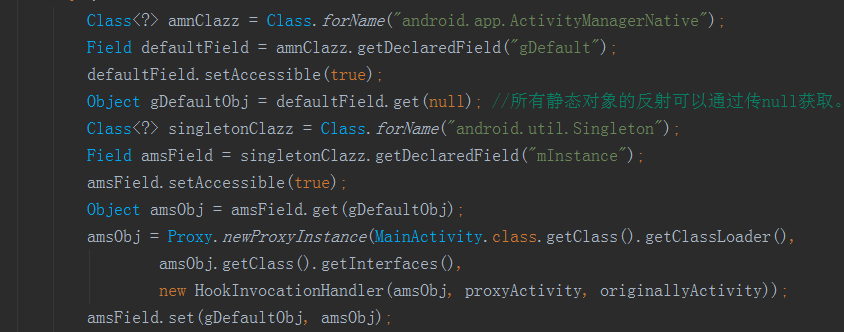 Class<?> amnClazz = Class.forName("android.app.ActivityManagerNative");
Field defaultField = amnClazz.getDeclaredField("gDefault");
defaultField.setAccessible(true);
Object gDefaultObj = defaultField.get(null); //所有静态对象的反射可以通过传null获取。
Class<?> singletonClazz = Class.forName("android.util.Singleton");
Field amsField = singletonClazz.getDeclaredField("mInstance");
amsField.setAccessible(true);
Object amsObj = amsField.get(gDefaultObj);
amsObj = Proxy.newProxyInstance(MainActivity.class.getClass().getClassLoader(),
amsObj.getClass().getInterfaces(),
new HookInvocationHandler(amsObj, proxyActivity, originallyActivity));
amsField.set(gDefaultObj, amsObj);